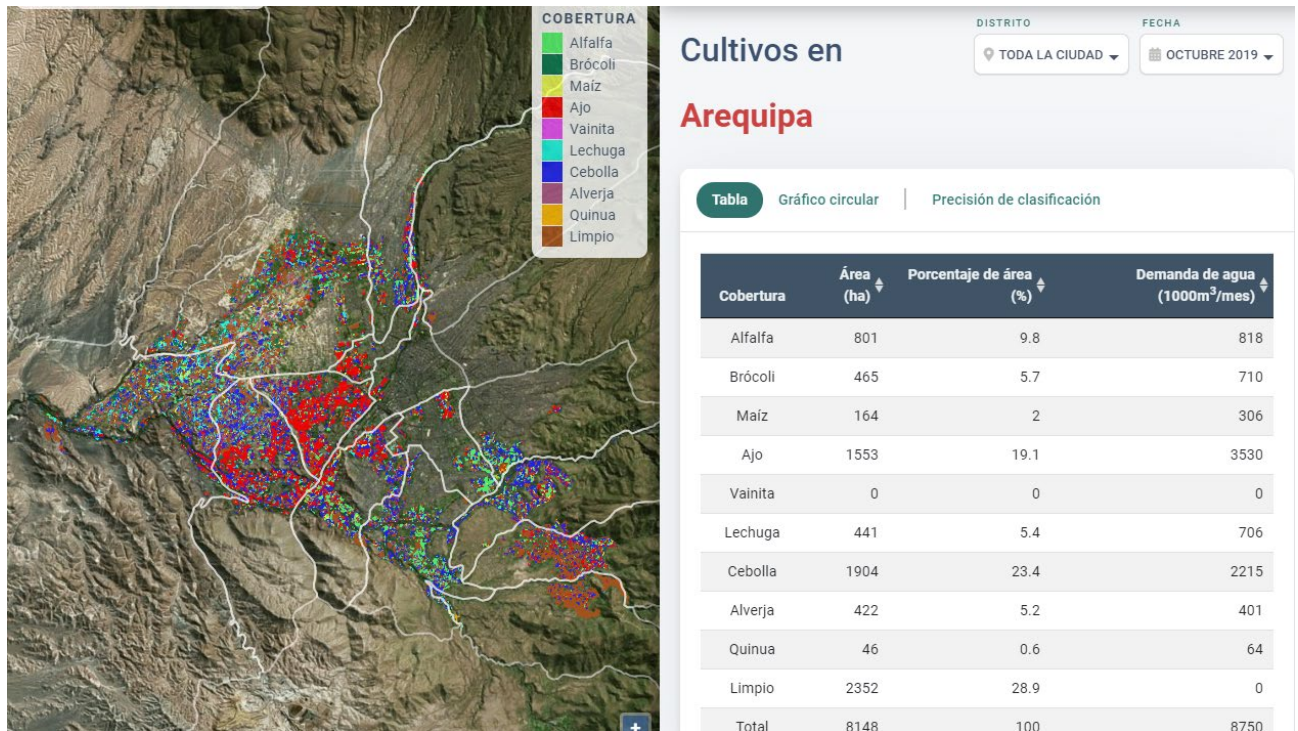 COBERTURA
Alfalfa
Brócoli
Maíz
Ajo
Vainita
Lechuga
Cebolla
Alverja
Quinua
Limpio
+
Cultivos en
Arequipa
DISTRITO
TODA LA CIUDAD
FECHA
OCTUBRE 2019
Tabla Gráfico circular | Precisión de clasificación
Cobertura Área (ha) Porcentaje de área (%) Demanda de agua (1000m³/mes)
Alfalfa 801 9.8 818
Brócoli 465 5.7 710
Maíz 164 2 306
Ajo 1553 19.1 3530
Vainita 0 0 0
Lechuga 441 5.4 706
Cebolla 1904 23.4 2215
Alverja 422 5.2 401
Quinua 46 0.6 64
Limpio 2352 28.9 0
Total 8148 100 8750